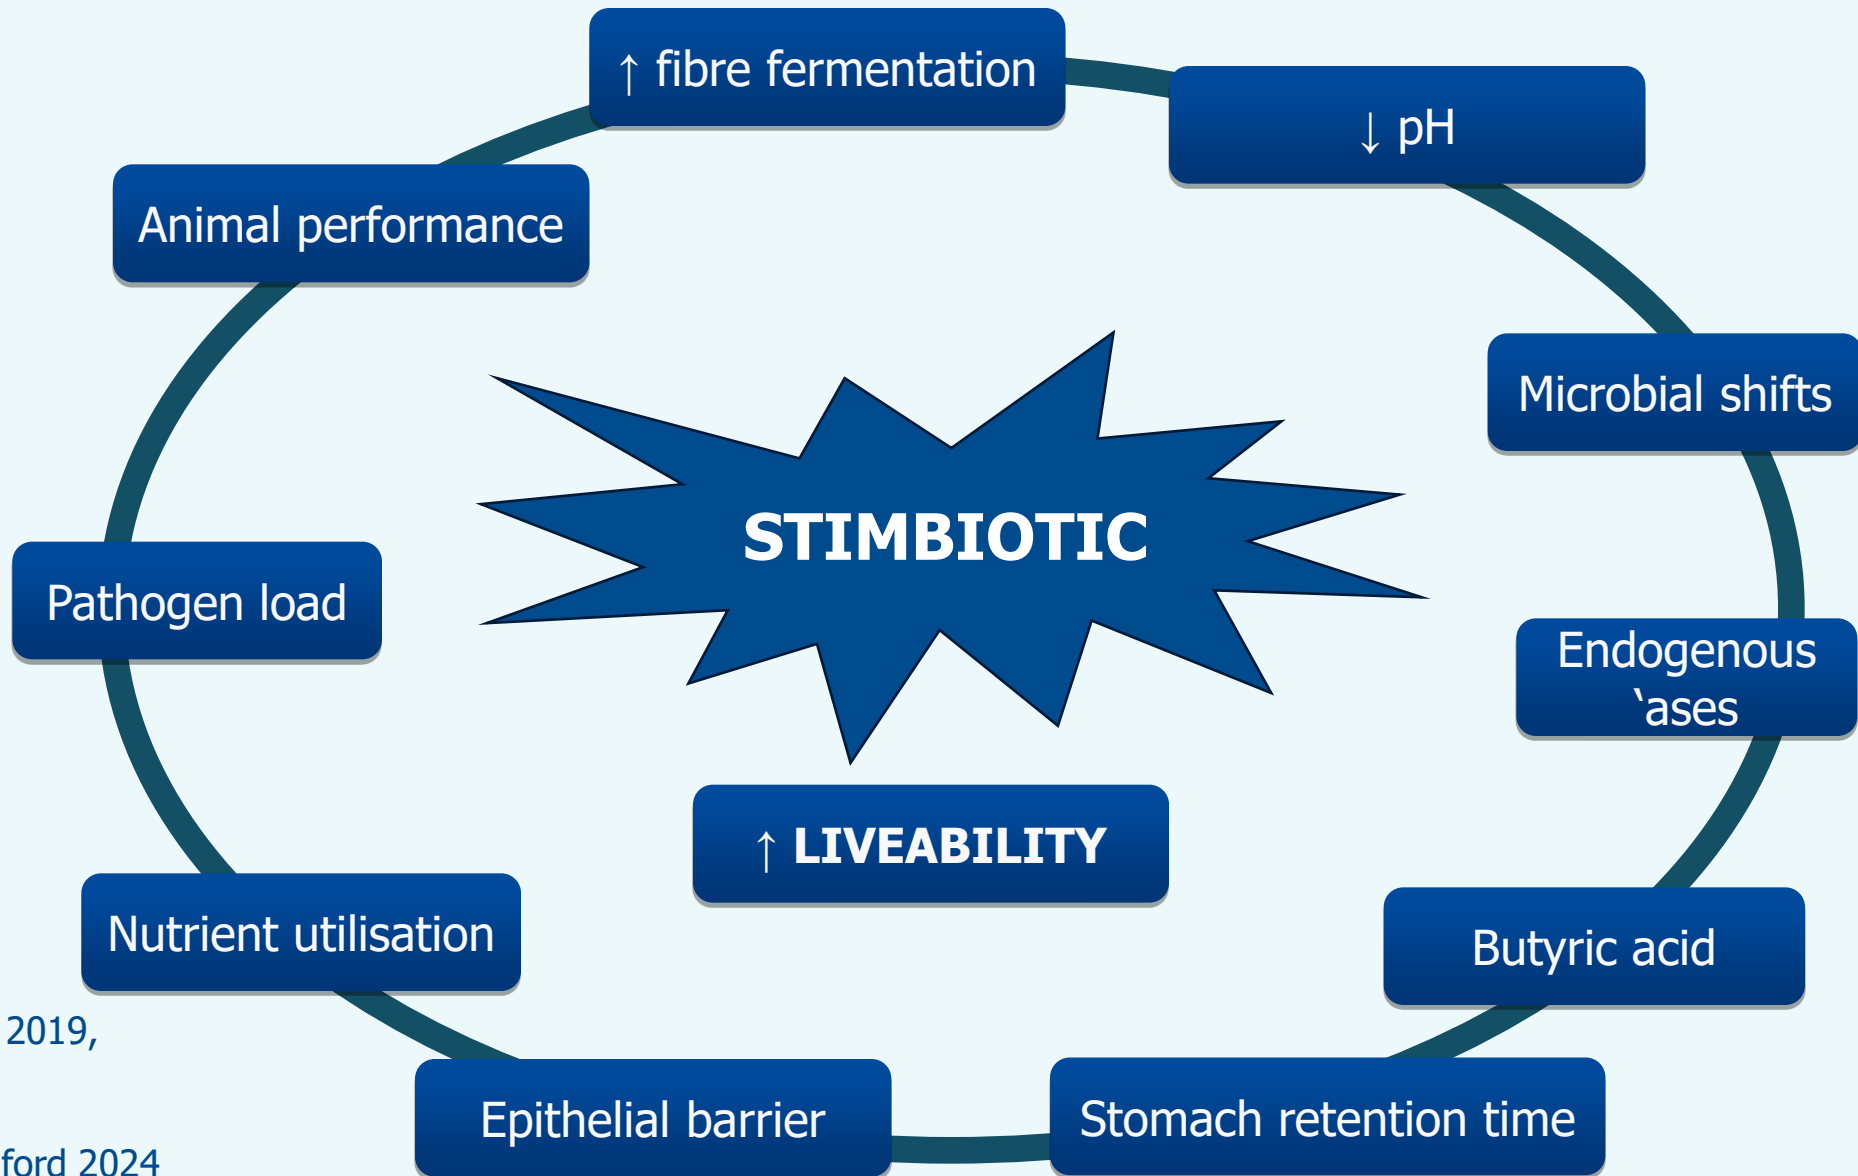 ↑ fibre fermentation
↓ pH
Animal performance
Microbial shifts
STIMBIOTIC
Pathogen load
Endogenous
‘ases
↑ LIVEABILITY
Nutrient utilisation
Butyric acid
2019,
Epithelial barrier
Stomach retention time
ford 2024